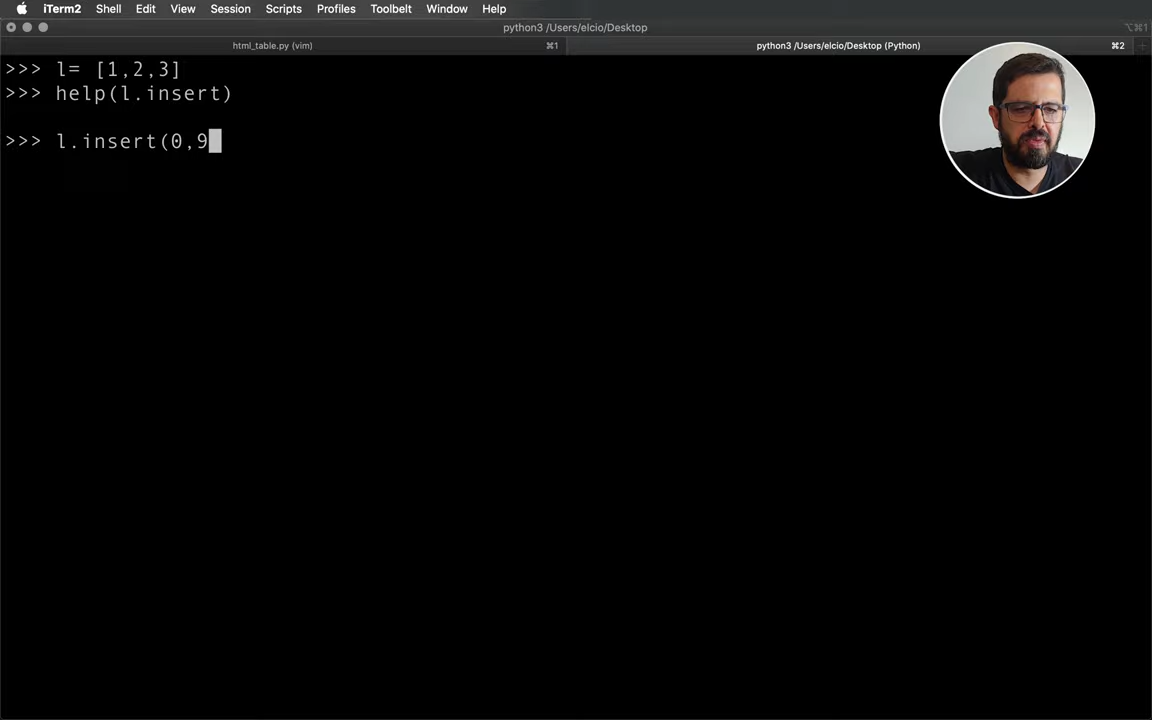 iTerm2 Shell Edit View Session Scripts Profiles Toolbelt Window Help
python3 /Users/elcio/Desktop ⌥⌘1
html_table.py (vim) ⌘1 python3 /Users/elcio/Desktop (Python) ⌘2 +
>>> l= [1,2,3]
>>> help(l.insert)
>>> l.insert(0,9